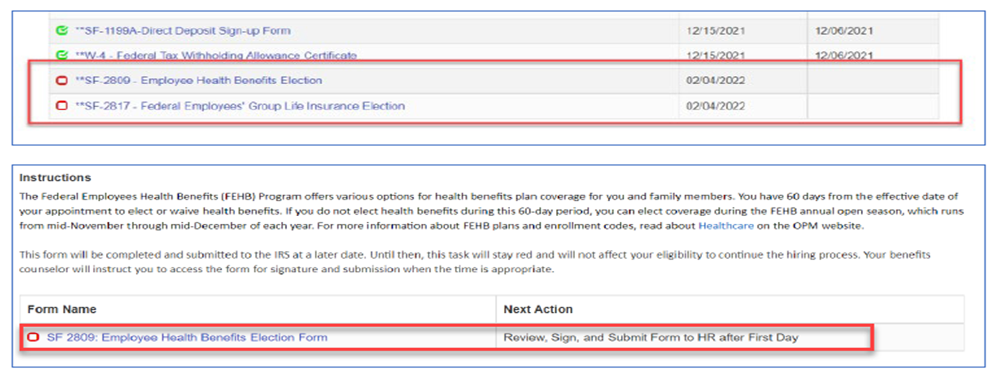 **SF-1199A-Direct Deposit Sign-up Form 12/15/2021 12/06/2021
**W-4 - Federal Tax Withholding Allowance Certificate 12/15/2021 12/06/2021
**SF-2809 - Employee Health Benefits Election 02/04/2022
**SF-2817 - Federal Employees' Group Life Insurance Election 02/04/2022
Instructions
The Federal Employees Health Benefits (FEHB) Program offers various options for health benefits plan coverage for you and family members. You have 60 days from the effective date of
your appointment to elect or waive health benefits. If you do not elect health benefits during this 60-day period, you can elect coverage during the FEHB annual open season, which runs
from mid-November through mid-December of each year. For more information about FEHB plans and enrollment codes, read about Healthcare on the OPM website.
This form will be completed and submitted to the IRS at a later date. Until then, this task will stay red and will not affect your eligibility to continue the hiring process. Your benefits
counselor will instruct you to access the form for signature and submission when the time is appropriate.
Form Name Next Action
SF 2809: Employee Health Benefits Election Form Review, Sign, and Submit Form to HR after First Day